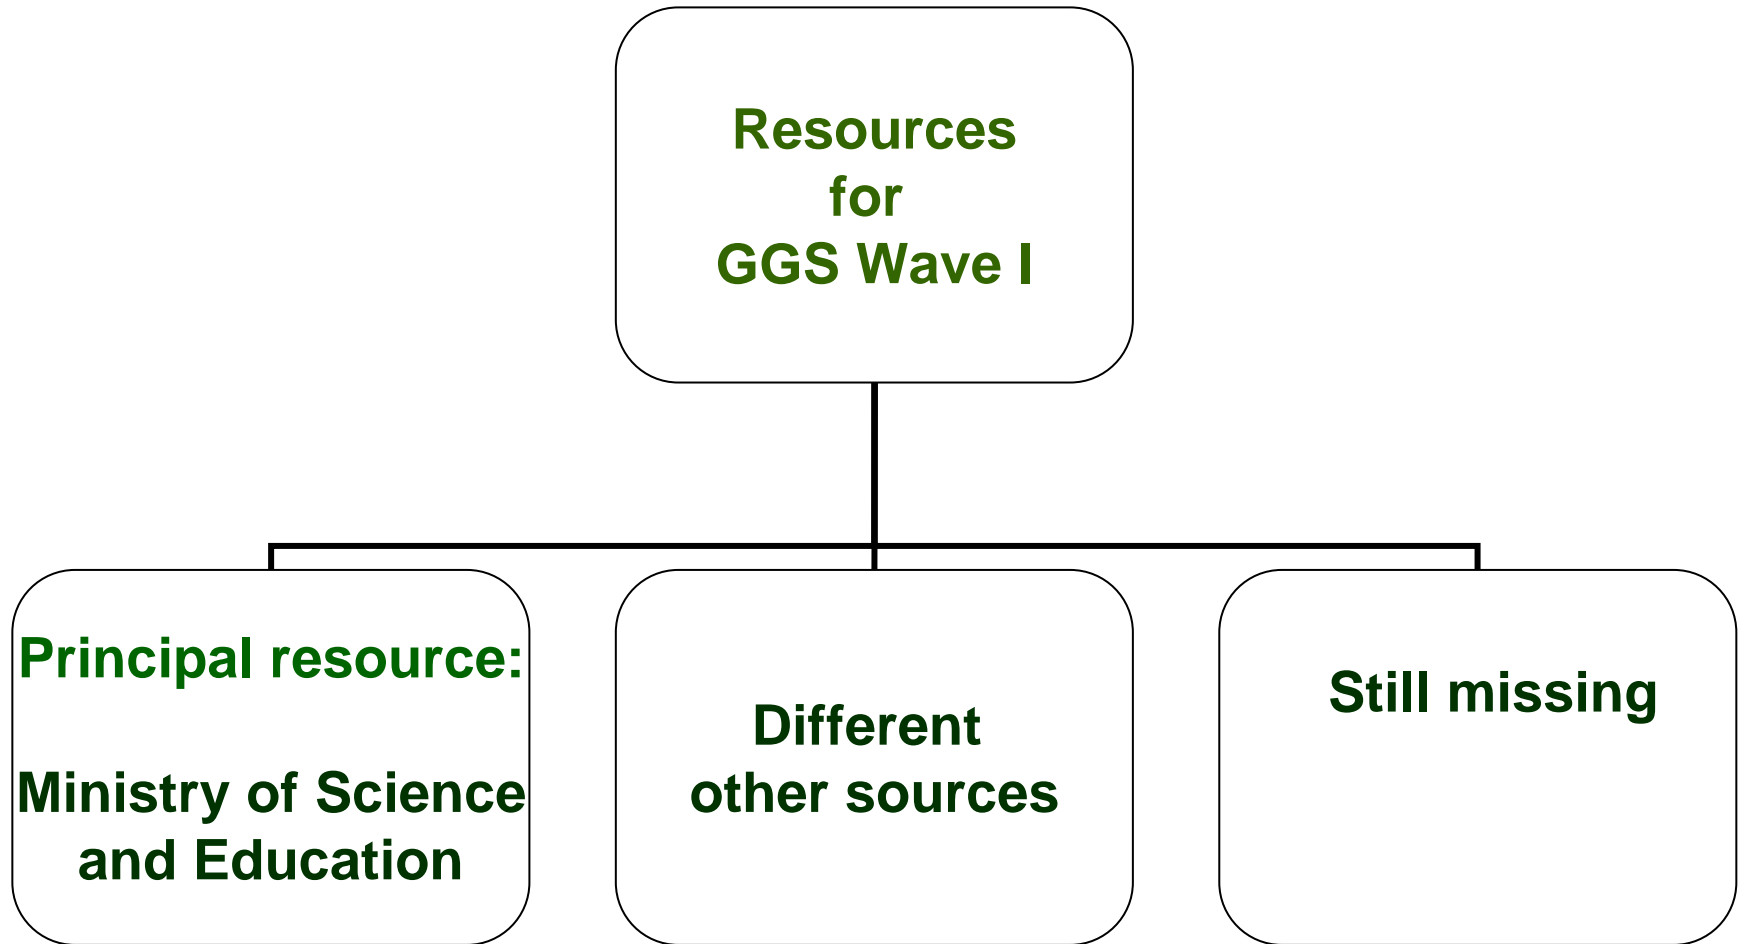 Resources
for
GGS Wave I
Principal resource:
Ministry of Science
and Education
Different
other sources
Still missing